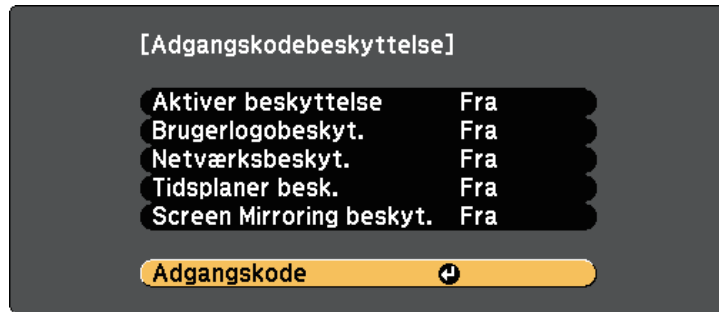 [Adgangskodebeskyttelse]
Aktiver beskyttelse Fra
Brugerlogobeskyt. Fra
Netværksbeskyt. Fra
Tidsplaner besk. Fra
Screen Mirroring beskyt. Fra
Adgangskode